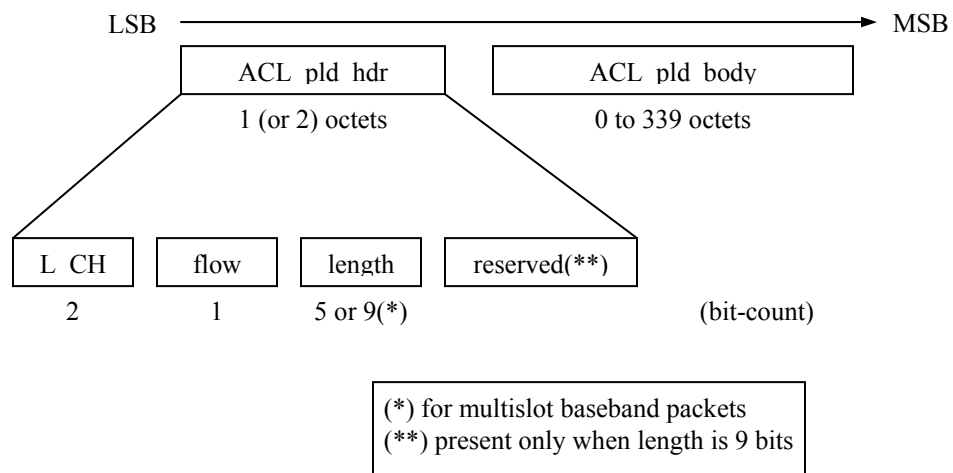 LSB MSB
ACL pld hdr ACL pld body
1 (or 2) octets 0 to 339 octets
L CH flow length reserved(**)
2 1 5 or 9(*) (bit-count)
(*) for multislot baseband packets
(**) present only when length is 9 bits